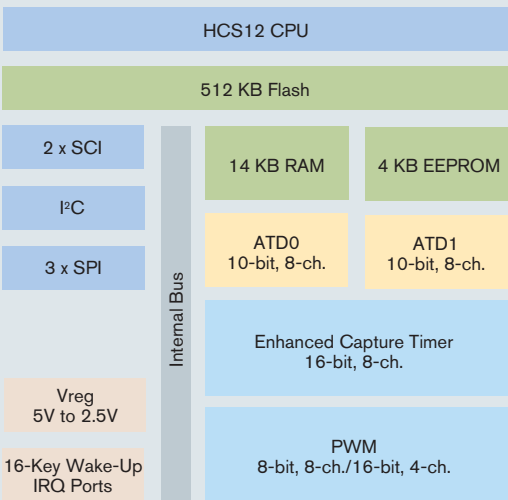 HCS12 CPU
512 KB Flash
2 x SCI
I²C
3 x SPI
Vreg
5V to 2.5V
16-Key Wake-Up
IRQ Ports
Internal Bus
14 KB RAM
4 KB EEPROM
ATD0
10-bit, 8-ch.
ATD1
10-bit, 8-ch.
Enhanced Capture Timer
16-bit, 8-ch.
PWM
8-bit, 8-ch./16-bit, 4-ch.